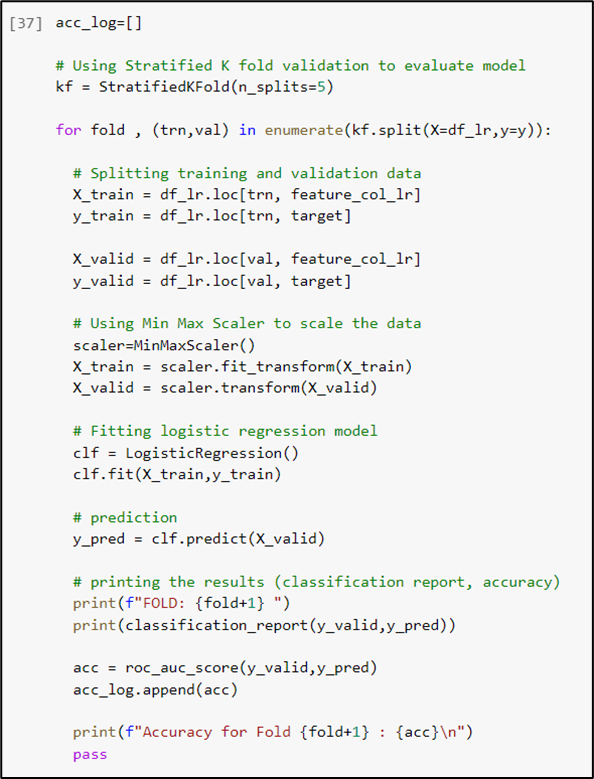 [37] acc_log=[]
# Using Stratified K fold validation to evaluate model
kf = StratifiedKFold(n_splits=5)
for fold , (trn,val) in enumerate(kf.split(X=df_lr,y=y)):
# Splitting training and validation data
X_train = df_lr.loc[trn, feature_col_lr]
y_train = df_lr.loc[trn, target]
X_valid = df_lr.loc[val, feature_col_lr]
y_valid = df_lr.loc[val, target]
# Using Min Max Scaler to scale the data
scaler=MinMaxScaler()
X_train = scaler.fit_transform(X_train)
X_valid = scaler.transform(X_valid)
# Fitting logistic regression model
clf = LogisticRegression()
clf.fit(X_train,y_train)
# prediction
y_pred = clf.predict(X_valid)
# printing the results (classification report, accuracy)
print(f"FOLD: {fold+1} ")
print(classification_report(y_valid,y_pred))
acc = roc_auc_score(y_valid,y_pred)
acc_log.append(acc)
print(f"Accuracy for Fold {fold+1} : {acc}\n")
pass